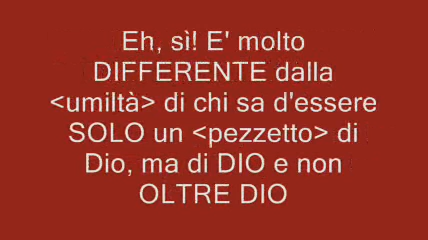 Eh, sì! E' molto
DIFFERENTE dalla
<umiltà> di chi sa d'essere
SOLO un <pezzetto> di
Dio, ma di DIO e non
OLTRE DIO